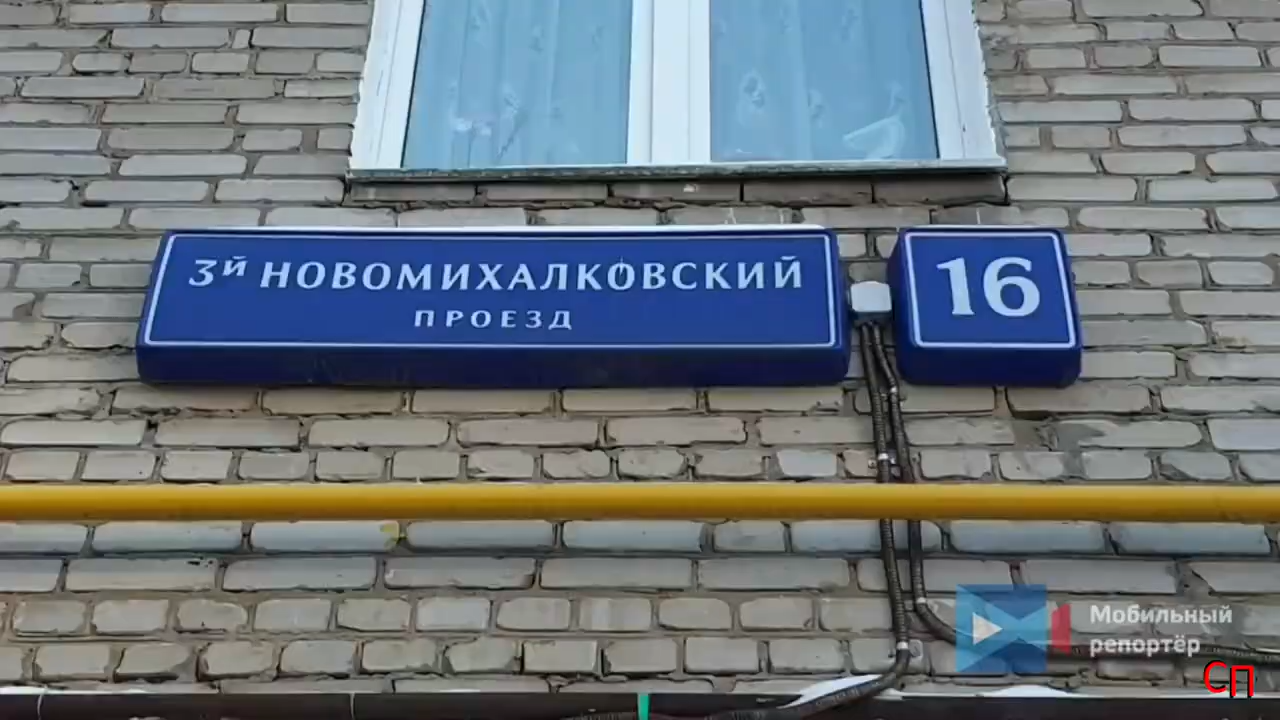 3й НОВОМИХАЛКОВСКИЙ
ПРОЕЗД
16
Мобильный
репортёр
СП